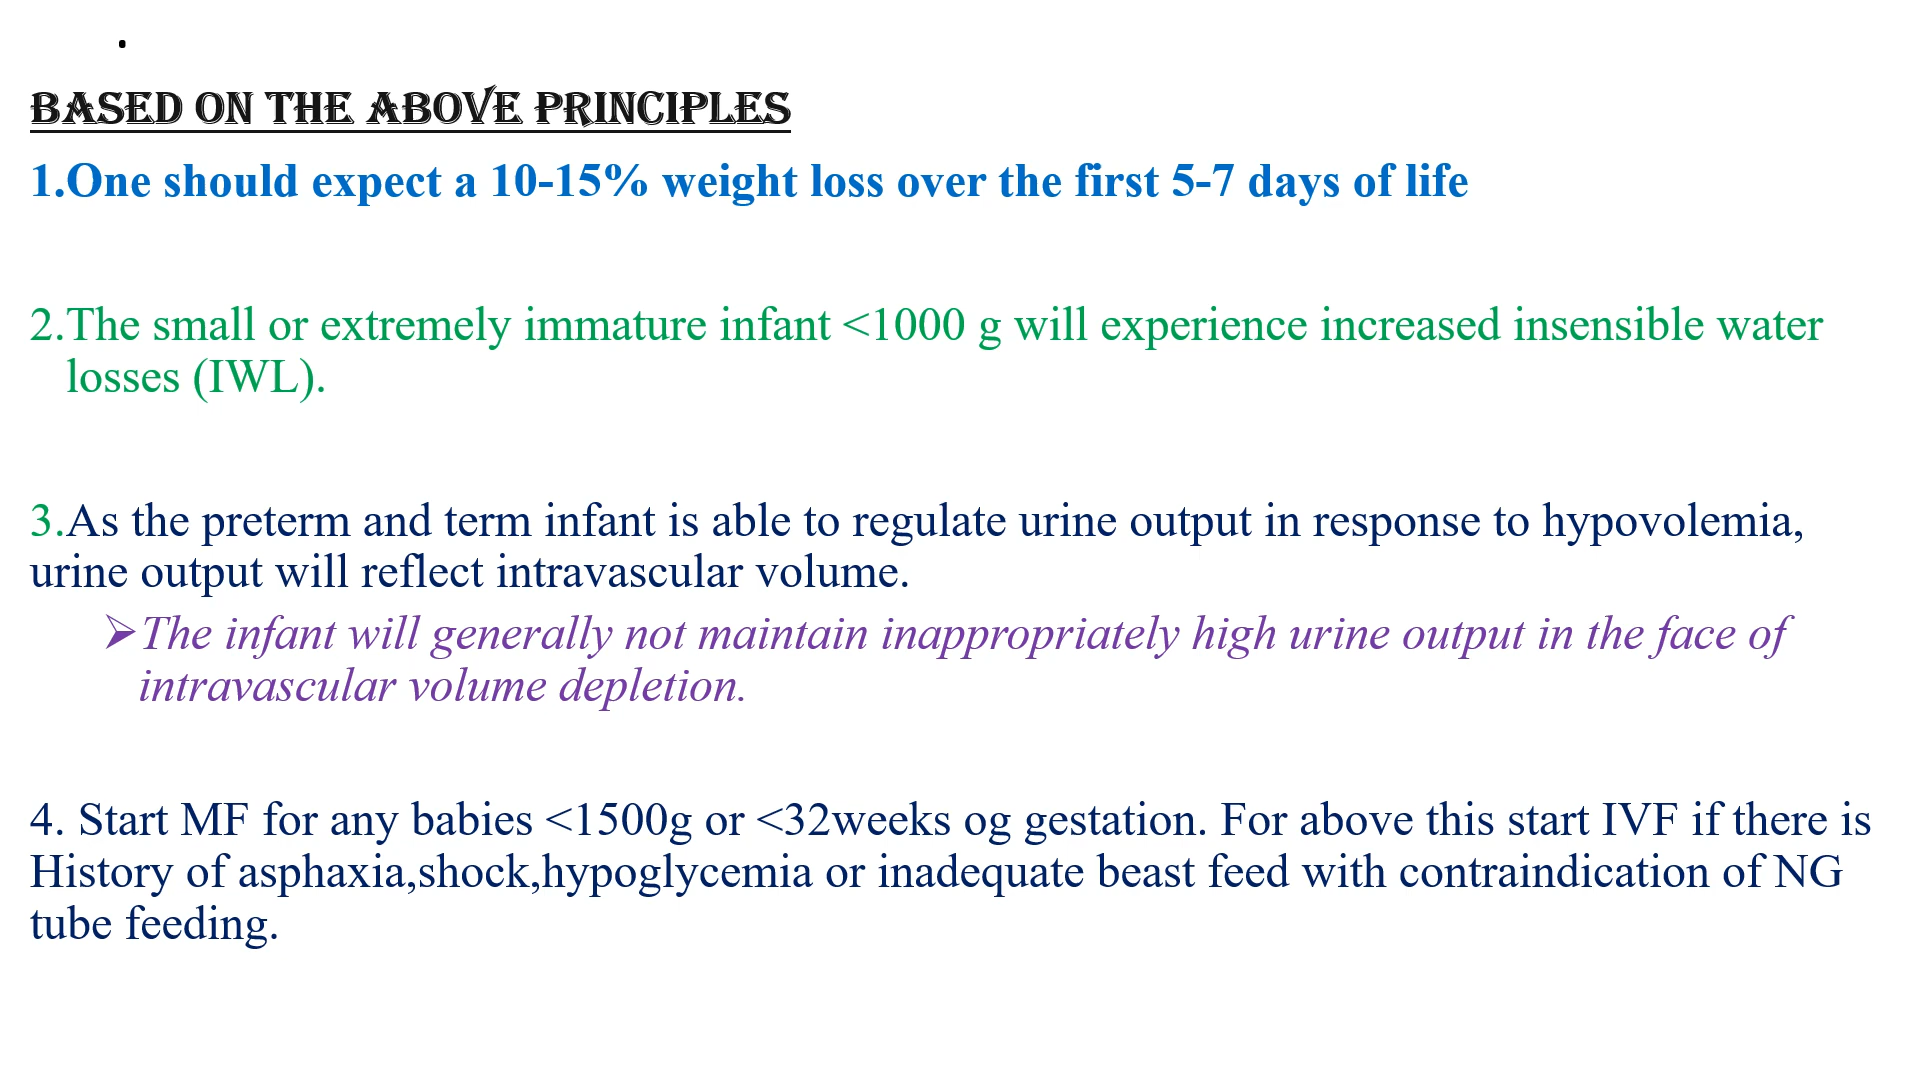 .
BASED ON THE ABOVE PRINCIPLES
1.One should expect a 10-15% weight loss over the first 5-7 days of life
2.The small or extremely immature infant <1000 g will experience increased insensible water
losses (IWL).
3.As the preterm and term infant is able to regulate urine output in response to hypovolemia,
urine output will reflect intravascular volume.
➢The infant will generally not maintain inappropriately high urine output in the face of
intravascular volume depletion.
4. Start MF for any babies <1500g or <32weeks og gestation. For above this start IVF if there is
History of asphaxia,shock,hypoglycemia or inadequate beast feed with contraindication of NG
tube feeding.